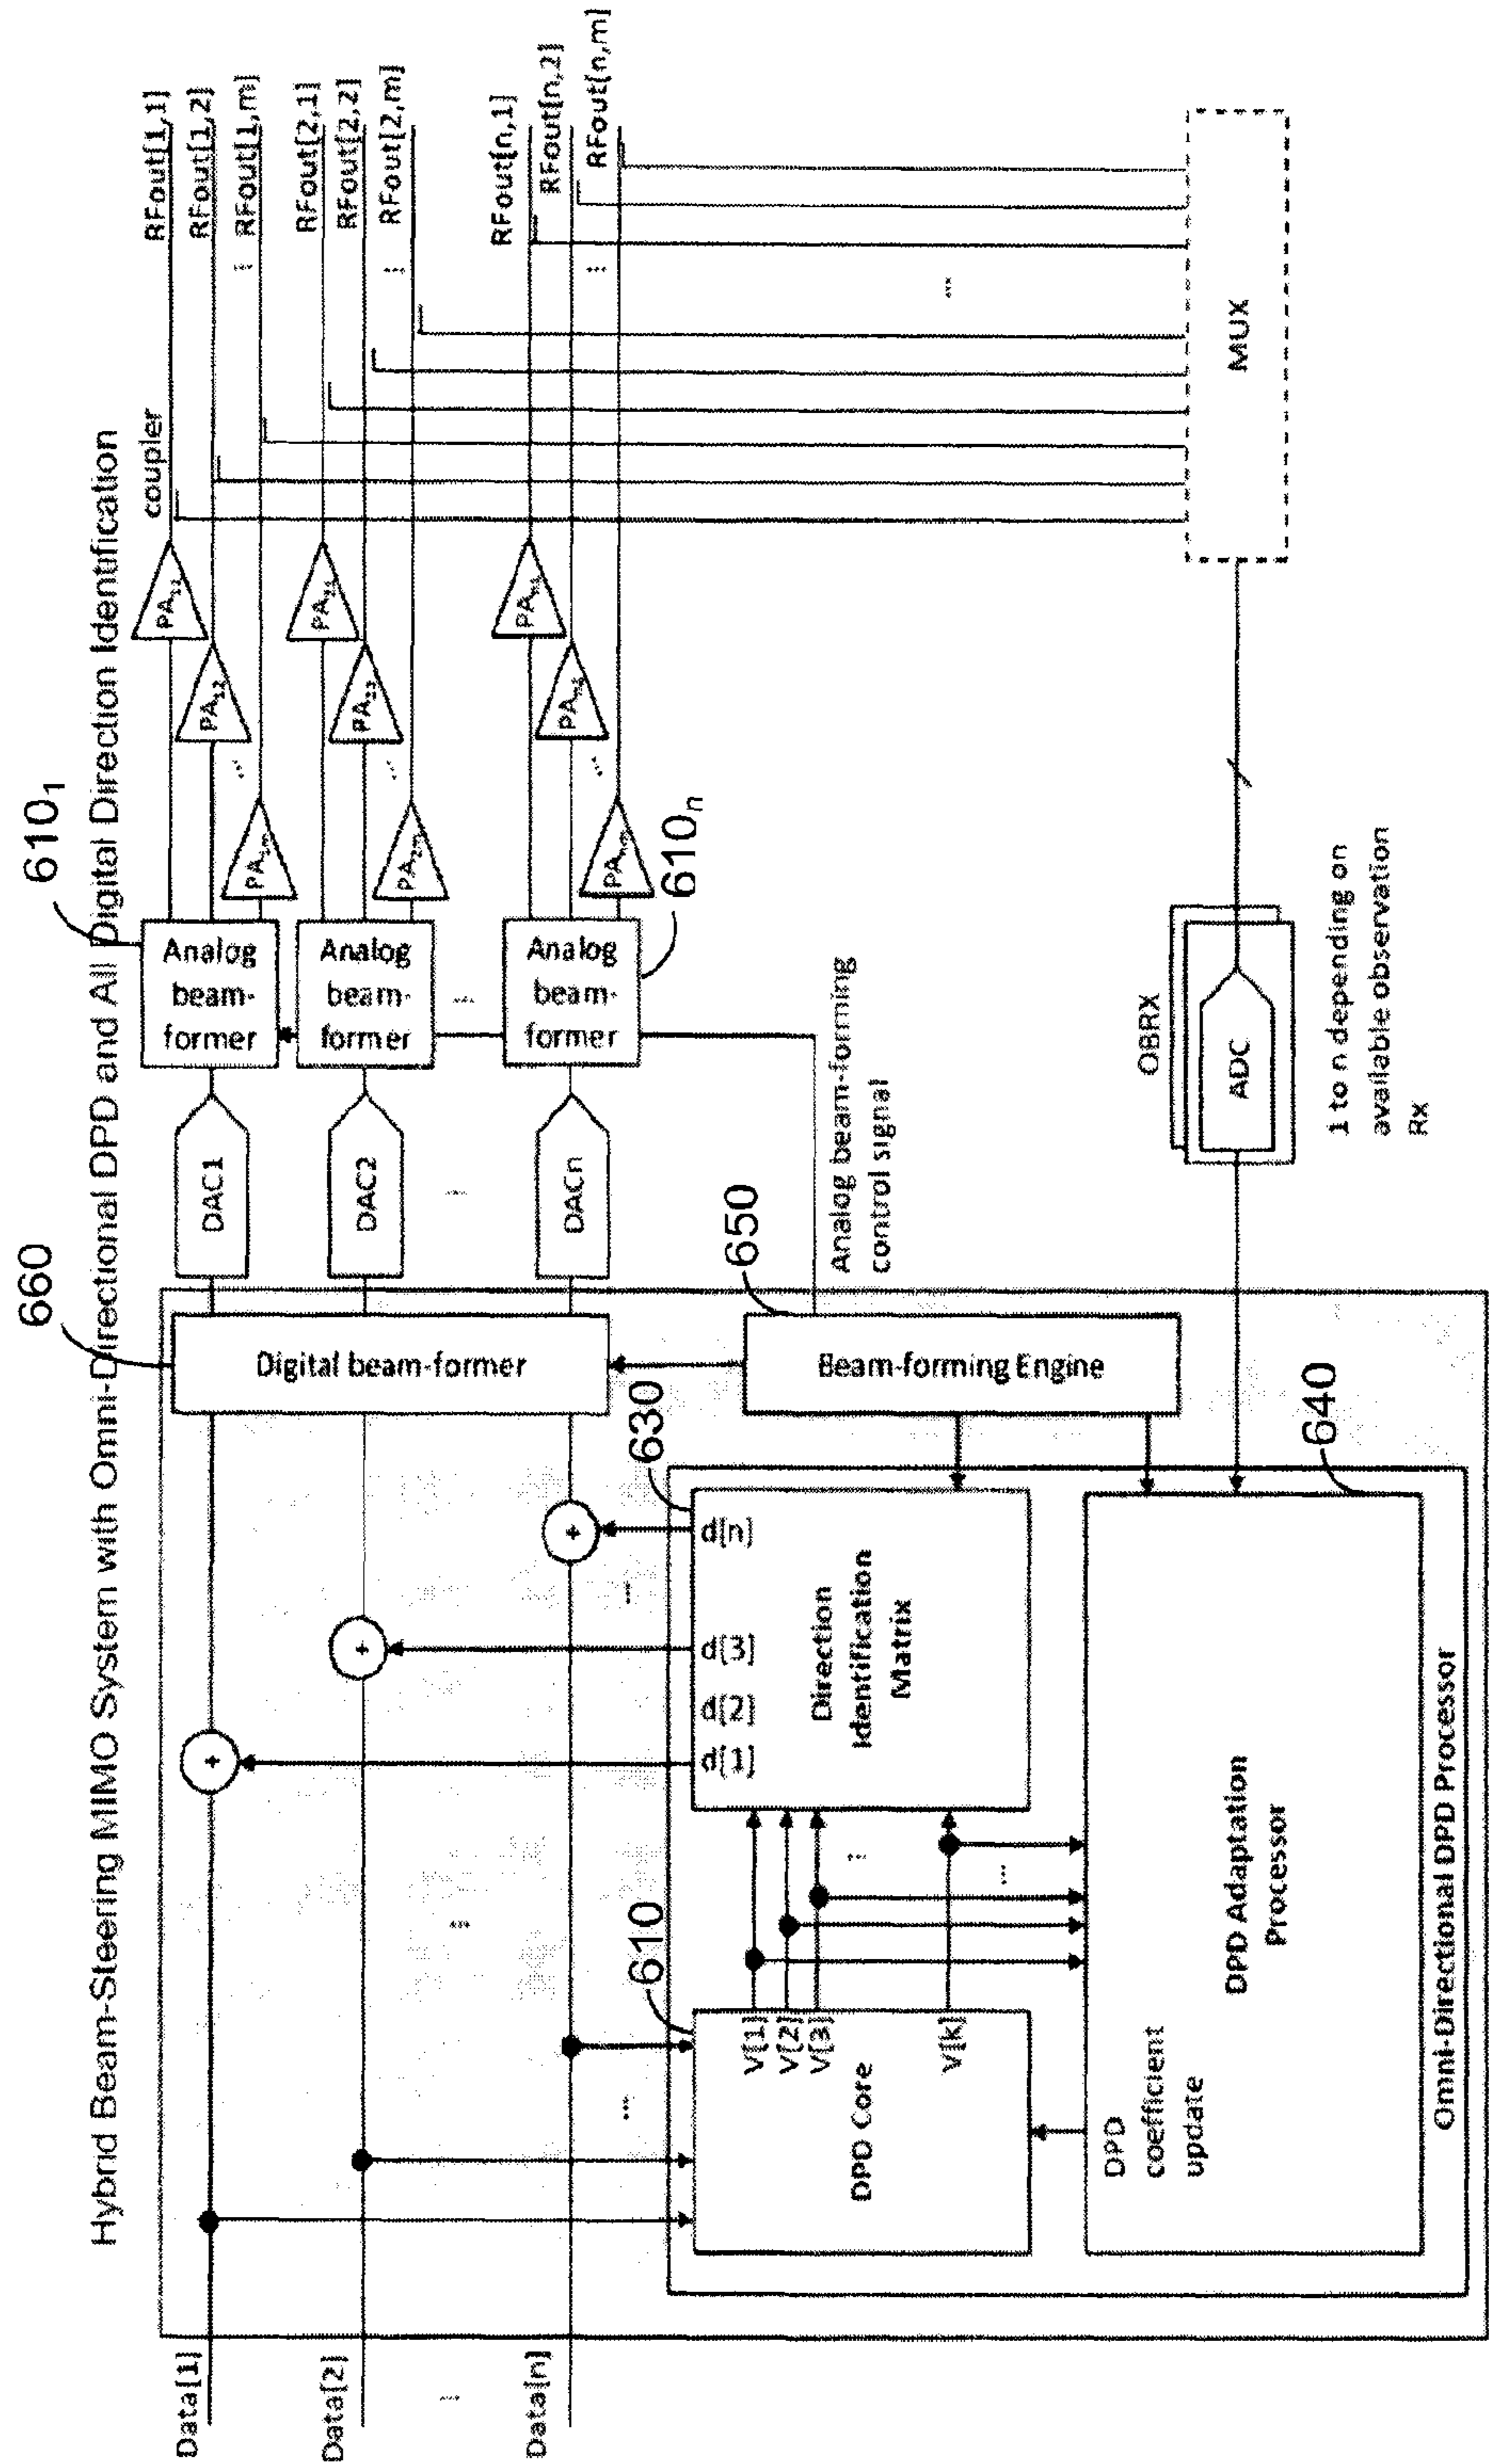 Hybrid Beam-Steering MIMO System with Omni-Directional DPD and All Digital Direction Identification
660
610₁
Data[1]
Data[2]
...
Data[n]
...
+
+
+
...
...
Digital beam-former
DAC1
DAC2
...
DACn
Analog
beam-
former
Analog
beam-
former
...
Analog
beam-
former
610ₙ
PA₁₂
...
PA₁ₘ
...
PA₂ₘ
...
coupler
RFout[1,1]
RFout[1,2]
...
RFout[1,m]
RFout[2,1]
RFout[2,2]
...
RFout[2,m]
RFout[n,1]
RFout[n,2]
...
RFout[n,m]
...
610
DPD Core
V[1]
V[2]
V[3]
V[k]
...
...
630
d[1]
d[2]
d[3]
d[n]
Direction
Identification
Matrix
650
Beam-forming Engine
Analog beam-forming
control signal
640
DPD
coefficient
update
DPD Adaptation
Processor
Omni-Directional DPD Processor
OBRX
ADC
1 to n depending on
available observation
Rx
MUX